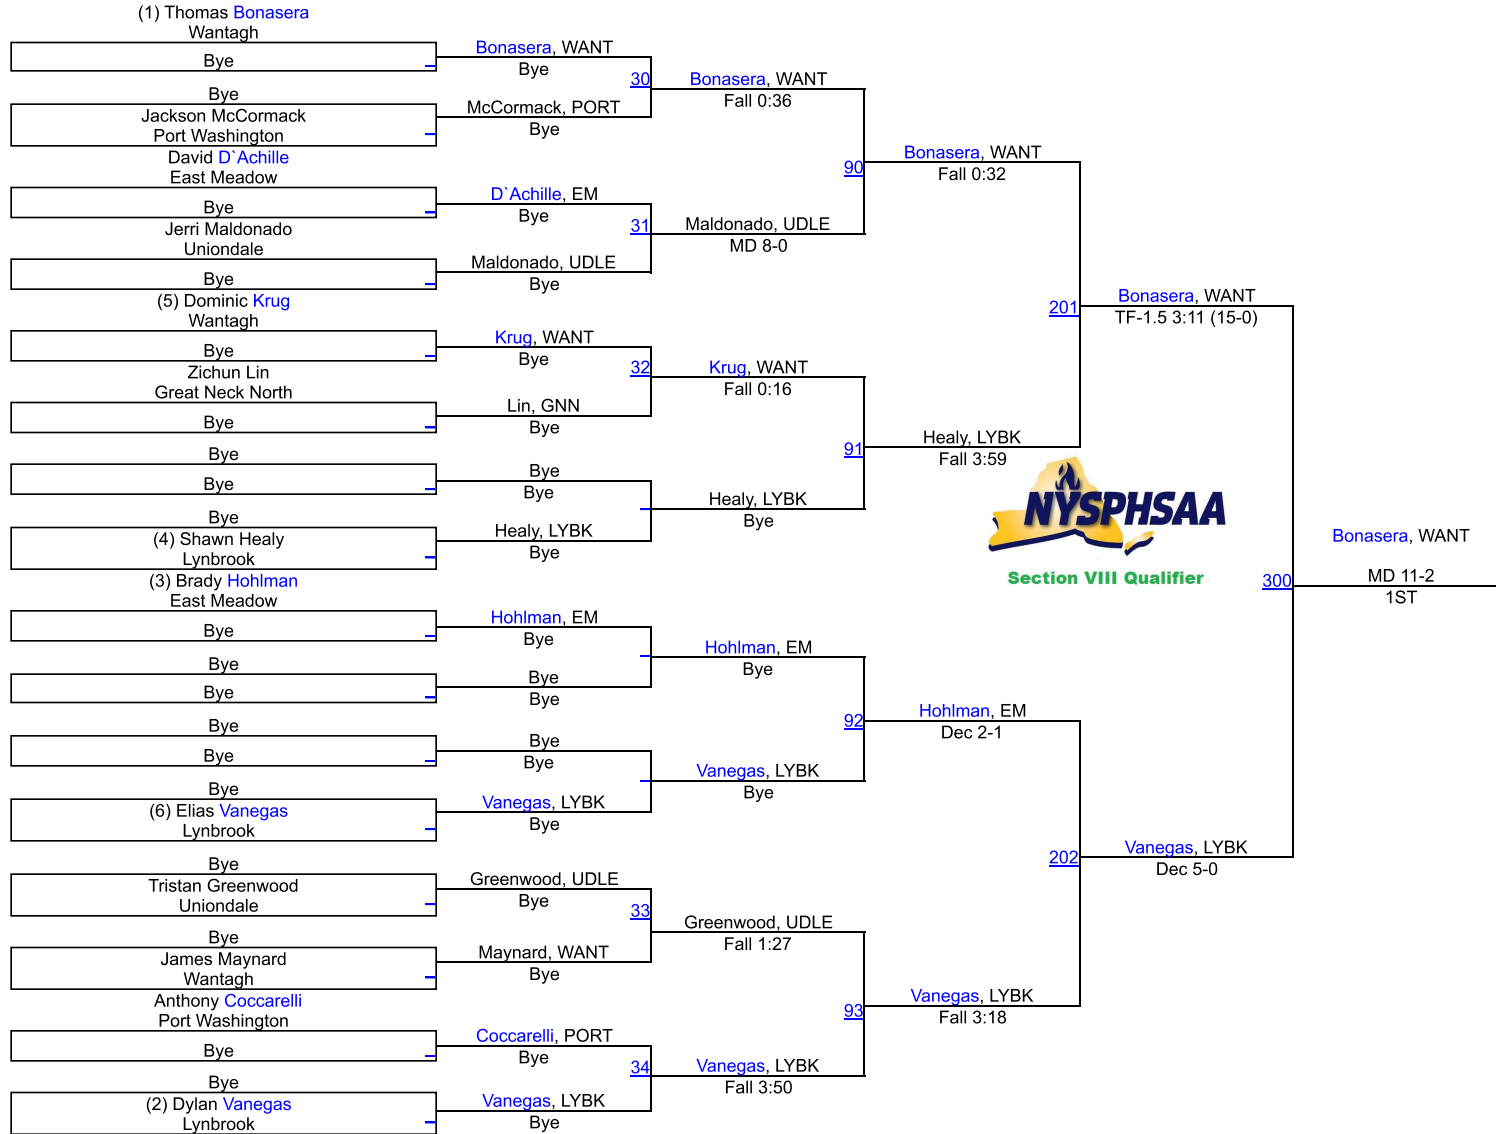 (1) Thomas Bonasera
Wantagh
Bye
Bye
Jackson McCormack
Port Washington
David D`Achille
East Meadow
Bye
Jerri Maldonado
Uniondale
Bye
(5) Dominic Krug
Wantagh
Bye
Zichun Lin
Great Neck North
Bye
Bye
Bye
Bye
(4) Shawn Healy
Lynbrook
(3) Brady Hohlman
East Meadow
Bye
Bye
Bye
Bye
Bye
Bye
(6) Elias Vanegas
Lynbrook
Bye
Tristan Greenwood
Uniondale
Bye
James Maynard
Wantagh
Anthony Coccarelli
Port Washington
Bye
Bye
(2) Dylan Vanegas
Lynbrook
Bonasera, WANT
Bye
30
McCormack, PORT
Bye
D`Achille, EM
Bye
31
Maldonado, UDLE
Bye
Krug, WANT
Bye
32
Lin, GNN
Bye
Bye
Bye
Healy, LYBK
Bye
Hohlman, EM
Bye
Bye
Bye
Bye
Bye
Vanegas, LYBK
Bye
Greenwood, UDLE
Bye
33
Maynard, WANT
Bye
Coccarelli, PORT
Bye
34
Vanegas, LYBK
Bye
Bonasera, WANT
Fall 0:36
90
Maldonado, UDLE
MD 8-0
Krug, WANT
Fall 0:16
91
Healy, LYBK
Bye
Hohlman, EM
Bye
92
Vanegas, LYBK
Bye
Greenwood, UDLE
Fall 1:27
93
Vanegas, LYBK
Fall 3:50
Bonasera, WANT
Fall 0:32
201
Healy, LYBK
Fall 3:59
Hohlman, EM
Dec 2-1
202
Vanegas, LYBK
Fall 3:18
Bonasera, WANT
TF-1.5 3:11 (15-0)
NYSPHSAA
Section VIII Qualifier
300
Vanegas, LYBK
Dec 5-0
Bonasera, WANT
MD 11-2
1ST